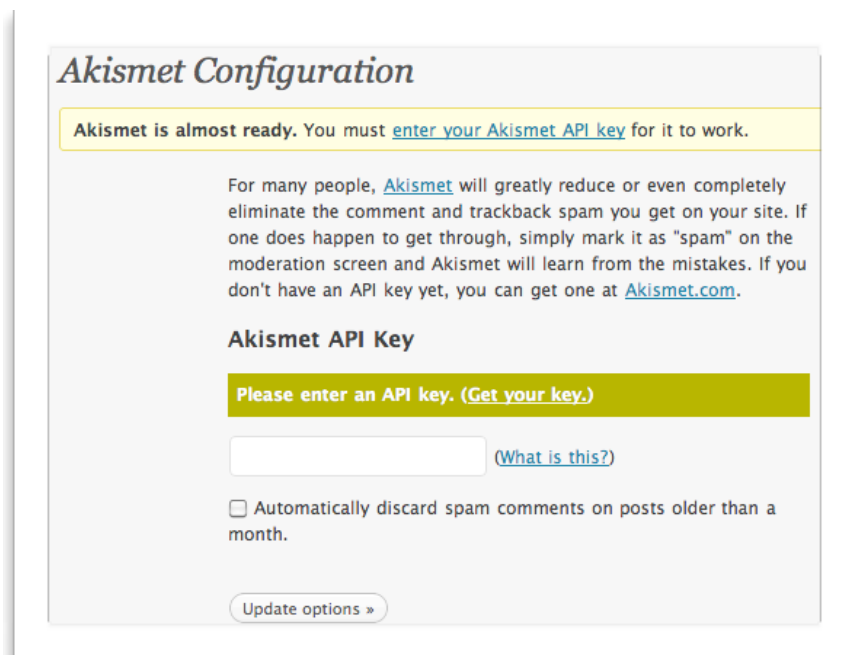 Akismet Configuration
Akismet is almost ready. You must enter your Akismet API key for it to work.
For many people, Akismet will greatly reduce or even completely
eliminate the comment and trackback spam you get on your site. If
one does happen to get through, simply mark it as "spam" on the
moderation screen and Akismet will learn from the mistakes. If you
don't have an API key yet, you can get one at Akismet.com.
Akismet API Key
Please enter an API key. (Get your key.)
(What is this?)
Automatically discard spam comments on posts older than a
month.
Update options »